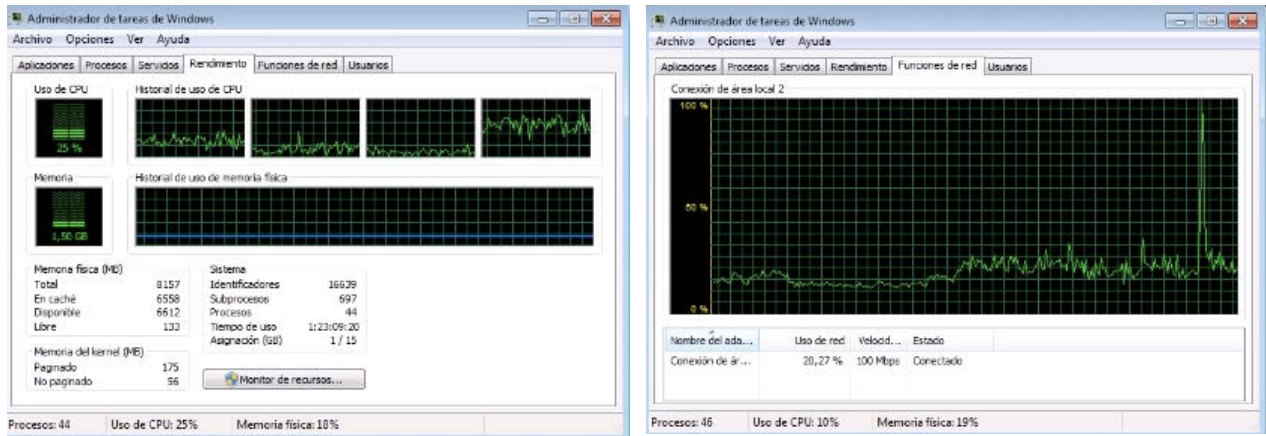 Administrador de tareas de Windows
Archivo Opciones Ver Ayuda
Aplicaciones Procesos Servicios Rendimiento Funciones de red Usuarios
Uso de CPU Historial de uso de CPU
25 %
Memoria Historial de uso de memoria física
1,50 GB
Memoria física (MB)
Total 8157
En caché 6558
Disponible 6612
Libre 133
Memoria del kernel (MB)
Paginado 175
No paginado 56
Sistema
Identificadores 16639
Subprocesos 697
Procesos 44
Tiempo de uso 1:23:09:20
Asignación (GB) 1 / 15
Monitor de recursos...
Procesos: 44 Uso de CPU: 25% Memoria física: 18%
Administrador de tareas de Windows
Archivo Opciones Ver Ayuda
Aplicaciones Procesos Servicios Rendimiento Funciones de red Usuarios
Conexión de área local 2
100 %
50 %
0 %
Nombre del ada... Uso de red Velocid... Estado
Conexión de ár... 20,27 % 100 Mbps Conectado
Procesos: 46 Uso de CPU: 10% Memoria física: 19%